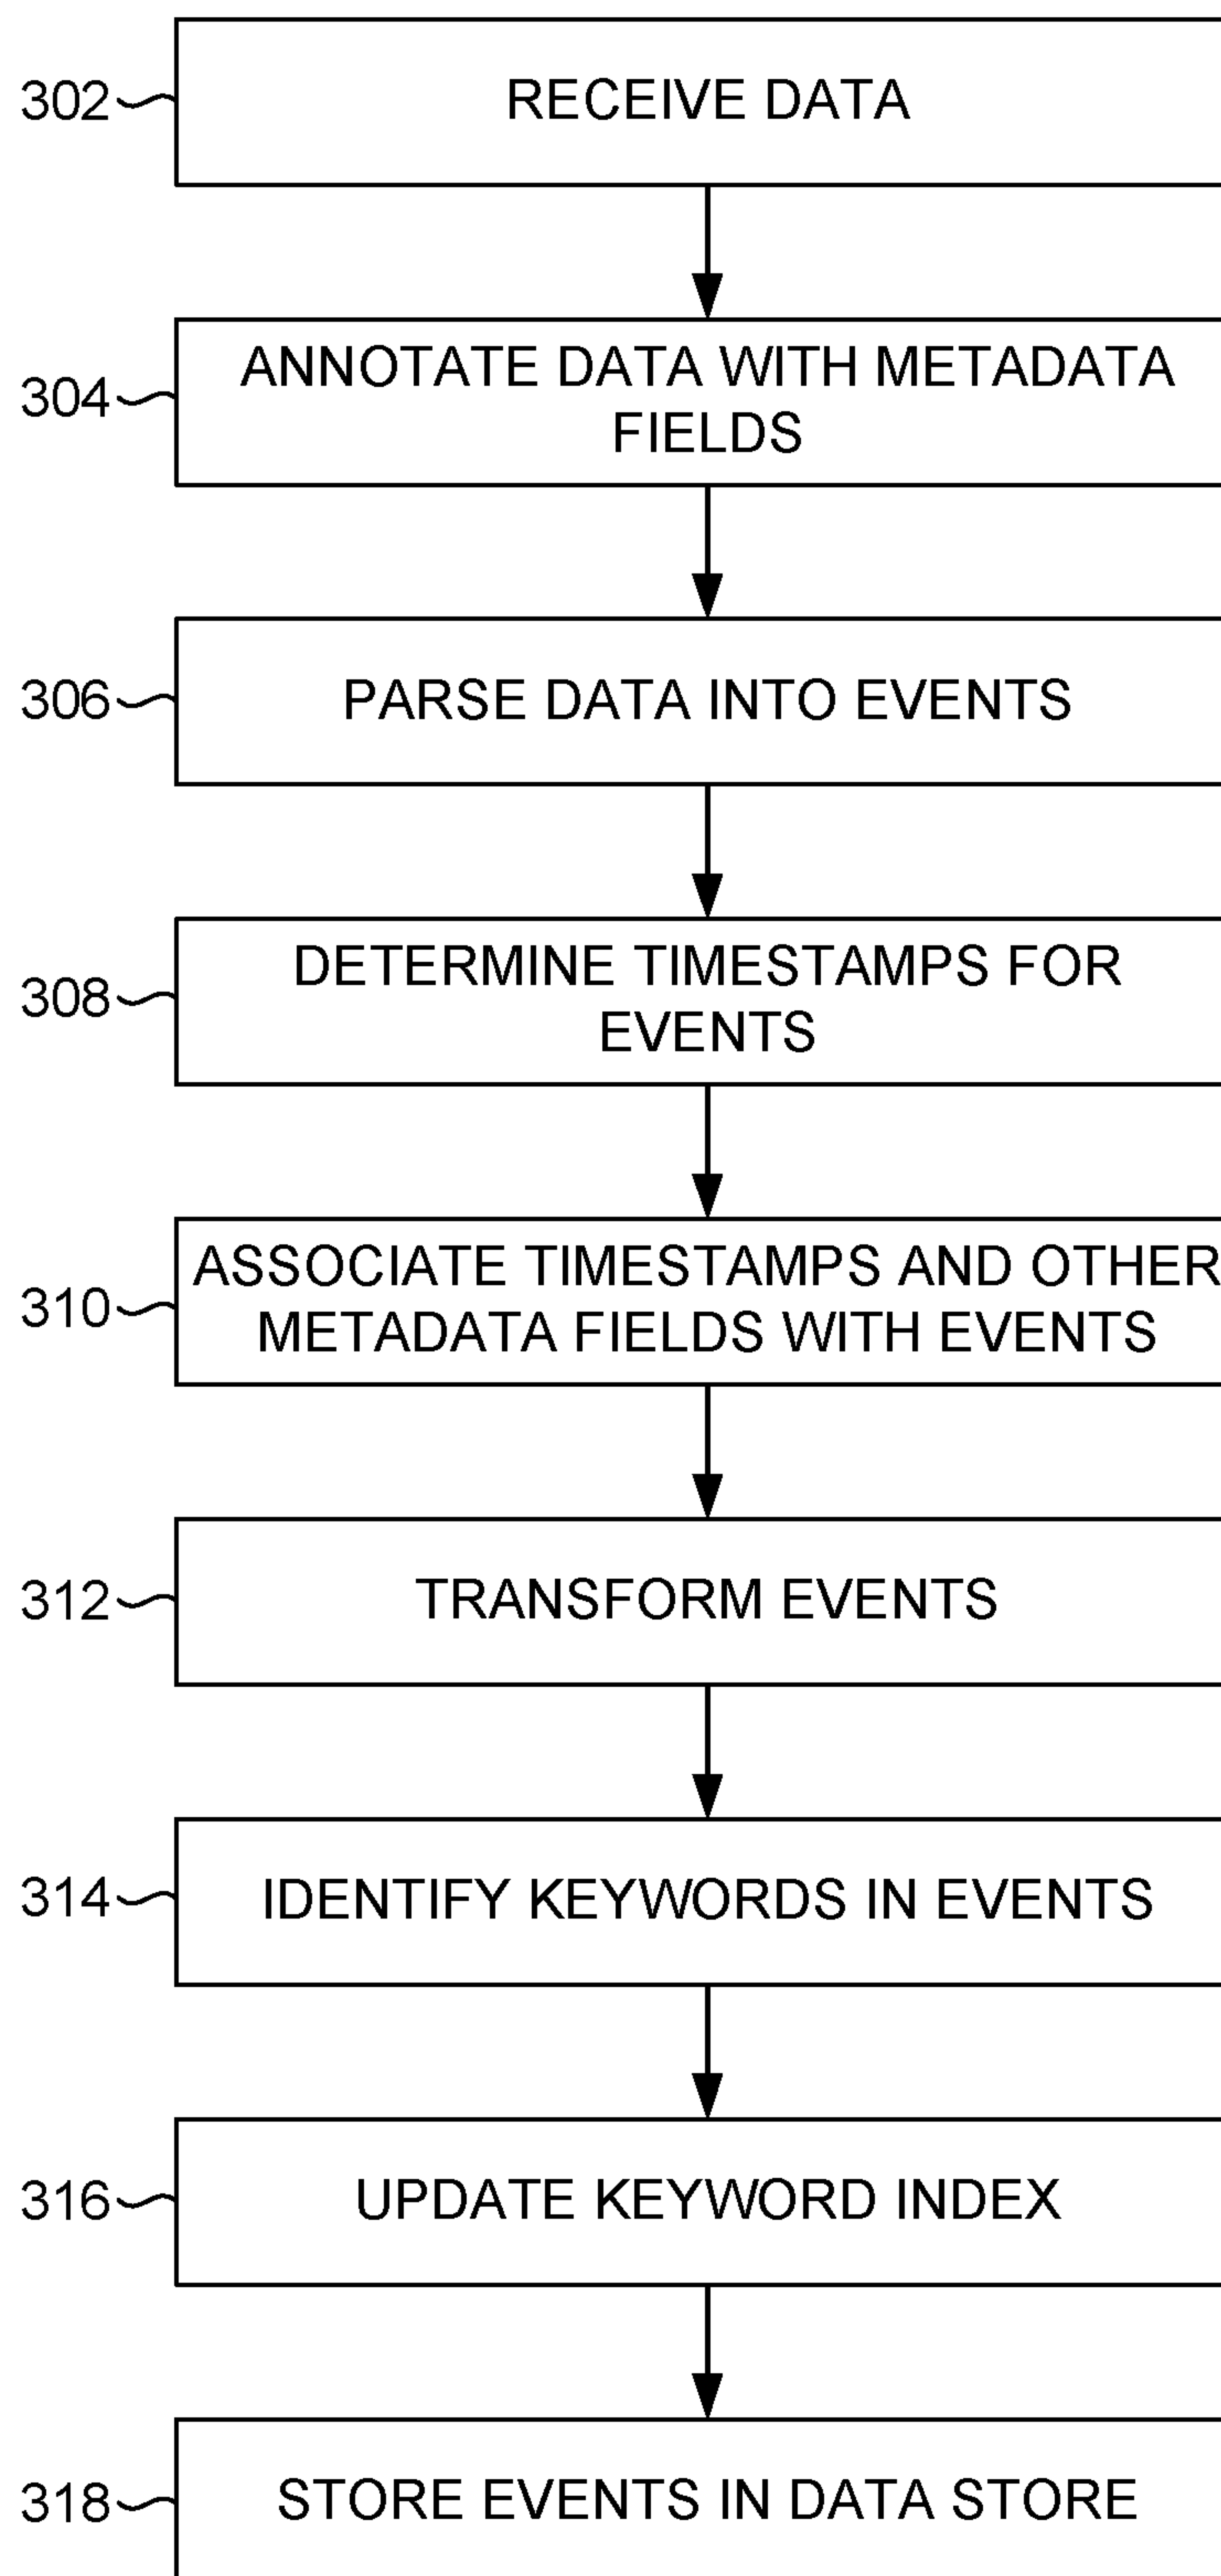 302
RECEIVE DATA
304
ANNOTATE DATA WITH METADATA
FIELDS
306
PARSE DATA INTO EVENTS
308
DETERMINE TIMESTAMPS FOR
EVENTS
310
ASSOCIATE TIMESTAMPS AND OTHER
METADATA FIELDS WITH EVENTS
312
TRANSFORM EVENTS
314
IDENTIFY KEYWORDS IN EVENTS
316
UPDATE KEYWORD INDEX
318
STORE EVENTS IN DATA STORE